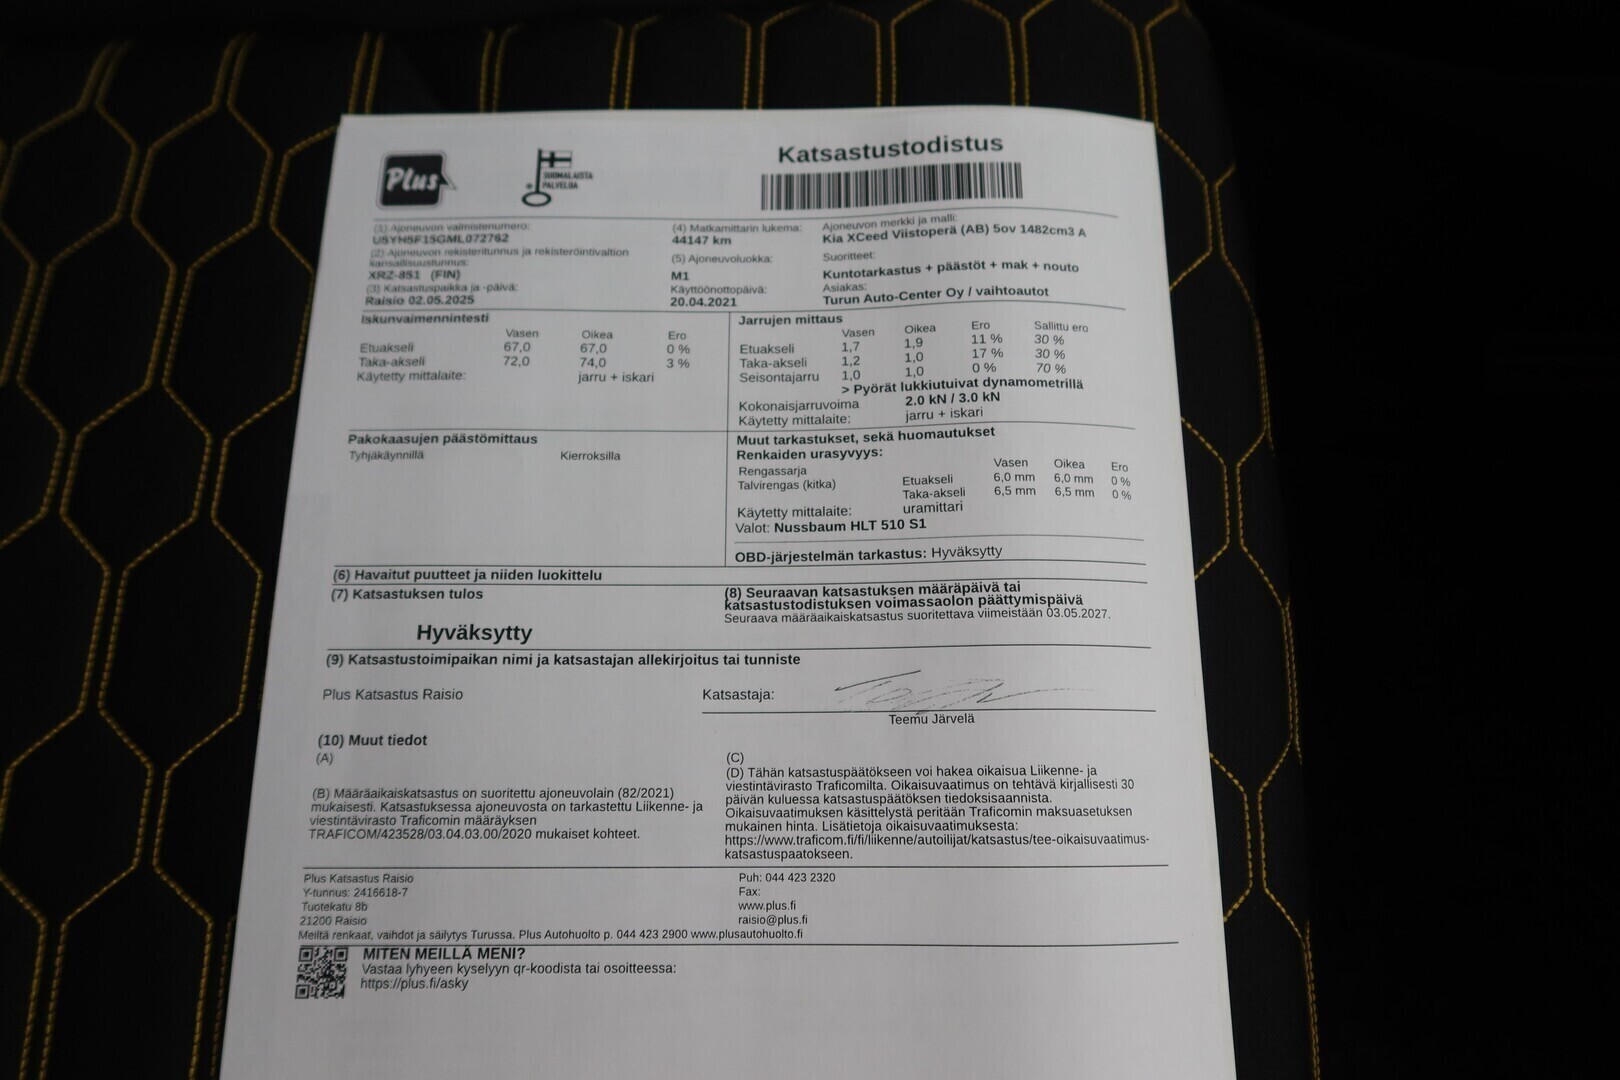 Plus
SUOMALAISTA
PALVELUA
Katsastustodistus
(1) Ajoneuvon valmistenumero:
U5YH5F15GML072762
(2) Ajoneuvon rekisteritunnus ja rekisteröintivaltion
kansallisuustunnus:
XRZ-851 (FIN)
(3) Katsastuspaikka ja -päivä:
Raisio 02.05.2025
(4) Matkamittarin lukema:
44147 km
(5) Ajoneuvoluokka:
M1
Käyttöönottopäivä:
20.04.2021
Ajoneuvon merkki ja malli:
Kia XCeed Viistoperä (AB) 5ov 1482cm3 A
Suoritteet:
Kuntotarkastus + päästöt + mak + nouto
Asiakas:
Turun Auto-Center Oy / vaihtoautot
Iskunvaimennintesti
Vasen Oikea Ero
Etuakseli 67,0 67,0 0 %
Taka-akseli 72,0 74,0 3 %
Käytetty mittalaite: jarru + iskari
Jarrujen mittaus
Vasen Oikea Ero Sallittu ero
Etuakseli 1,7 1,9 11 % 30 %
Taka-akseli 1,2 1,0 17 % 30 %
Seisontajarru 1,0 1,0 0 % 70 %
> Pyörät lukkiutuivat dynamometrillä
Kokonaisjarruvoima 2.0 kN / 3.0 kN
Käytetty mittalaite: jarru + iskari
Pakokaasujen päästömittaus
Tyhjäkäynnillä Kierroksilla
Muut tarkastukset, sekä huomautukset
Renkaiden urasyvyys:
Rengassarja Vasen Oikea Ero
Talvirengas (kitka) Etuakseli 6,0 mm 6,0 mm 0 %
Taka-akseli 6,5 mm 6,5 mm 0 %
Käytetty mittalaite: uramittari
Valot: Nussbaum HLT 510 S1
OBD-järjestelmän tarkastus: Hyväksytty
(6) Havaitut puutteet ja niiden luokittelu
(7) Katsastuksen tulos
Hyväksytty
(8) Seuraavan katsastuksen määräpäivä tai
katsastustodistuksen voimassaolon päättymispäivä
Seuraava määräaikaiskatsastus suoritettava viimeistään 03.05.2027.
(9) Katsastustoimipaikan nimi ja katsastajan allekirjoitus tai tunniste
Plus Katsastus Raisio
Katsastaja:
Teemu Järvelä
(10) Muut tiedot
(A)
(B) Määräaikaiskatsastus on suoritettu ajoneuvolain (82/2021)
mukaisesti. Katsastuksessa ajoneuvosta on tarkastettu Liikenne- ja
viestintävirasto Traficomin määräyksen
TRAFICOM/423528/03.04.03.00/2020 mukaiset kohteet.
(C)
(D) Tähän katsastuspäätökseen voi hakea oikaisua Liikenne- ja
viestintävirasto Traficomilta. Oikaisuvaatimus on tehtävä kirjallisesti 30
päivän kuluessa katsastuspäätöksen tiedoksisaannista.
Oikaisuvaatimuksen käsittelystä peritään Traficomin maksuasetuksen
mukainen hinta. Lisätietoja oikaisuvaatimuksesta:
https://www.traficom.fi/fi/liikenne/autoilijat/katsastus/tee-oikaisuvaatimus-
katsastuspaatokseen.
Plus Katsastus Raisio
Y-tunnus: 2416618-7
Tuotekatu 8b
21200 Raisio
Puh: 044 423 2320
Fax:
www.plus.fi
raisio@plus.fi
Meiltä renkaat, vaihdot ja säilytys Turussa. Plus Autohuolto p. 044 423 2900 www.plusautohuolto.fi
MITEN MEILLÄ MENI?
Vastaa lyhyeen kyselyyn qr-koodista tai osoitteessa:
https://plus.fi/asky